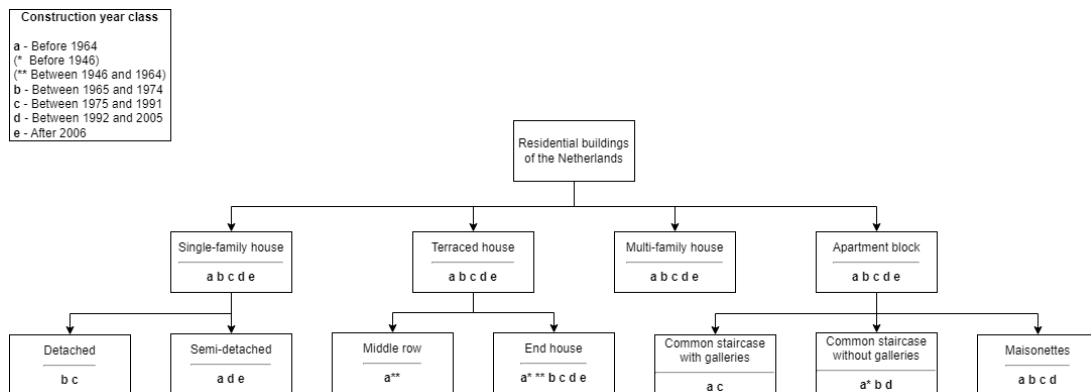 Construction year class
a - Before 1964
(* Before 1946)
(** Between 1946 and 1964)
b - Between 1965 and 1974
c - Between 1975 and 1991
d - Between 1992 and 2005
e - After 2006
Residential buildings
of the Netherlands
Single-family house
a b c d e
Terraced house
a b c d e
Multi-family house
a b c d e
Apartment block
a b c d e
Detached
b c
Semi-detached
a d e
Middle row
a**
End house
a* ** b c d e
Common staircase
with galleries
a c
Common staircase
without galleries
a* b d
Maisonettes
a b c d